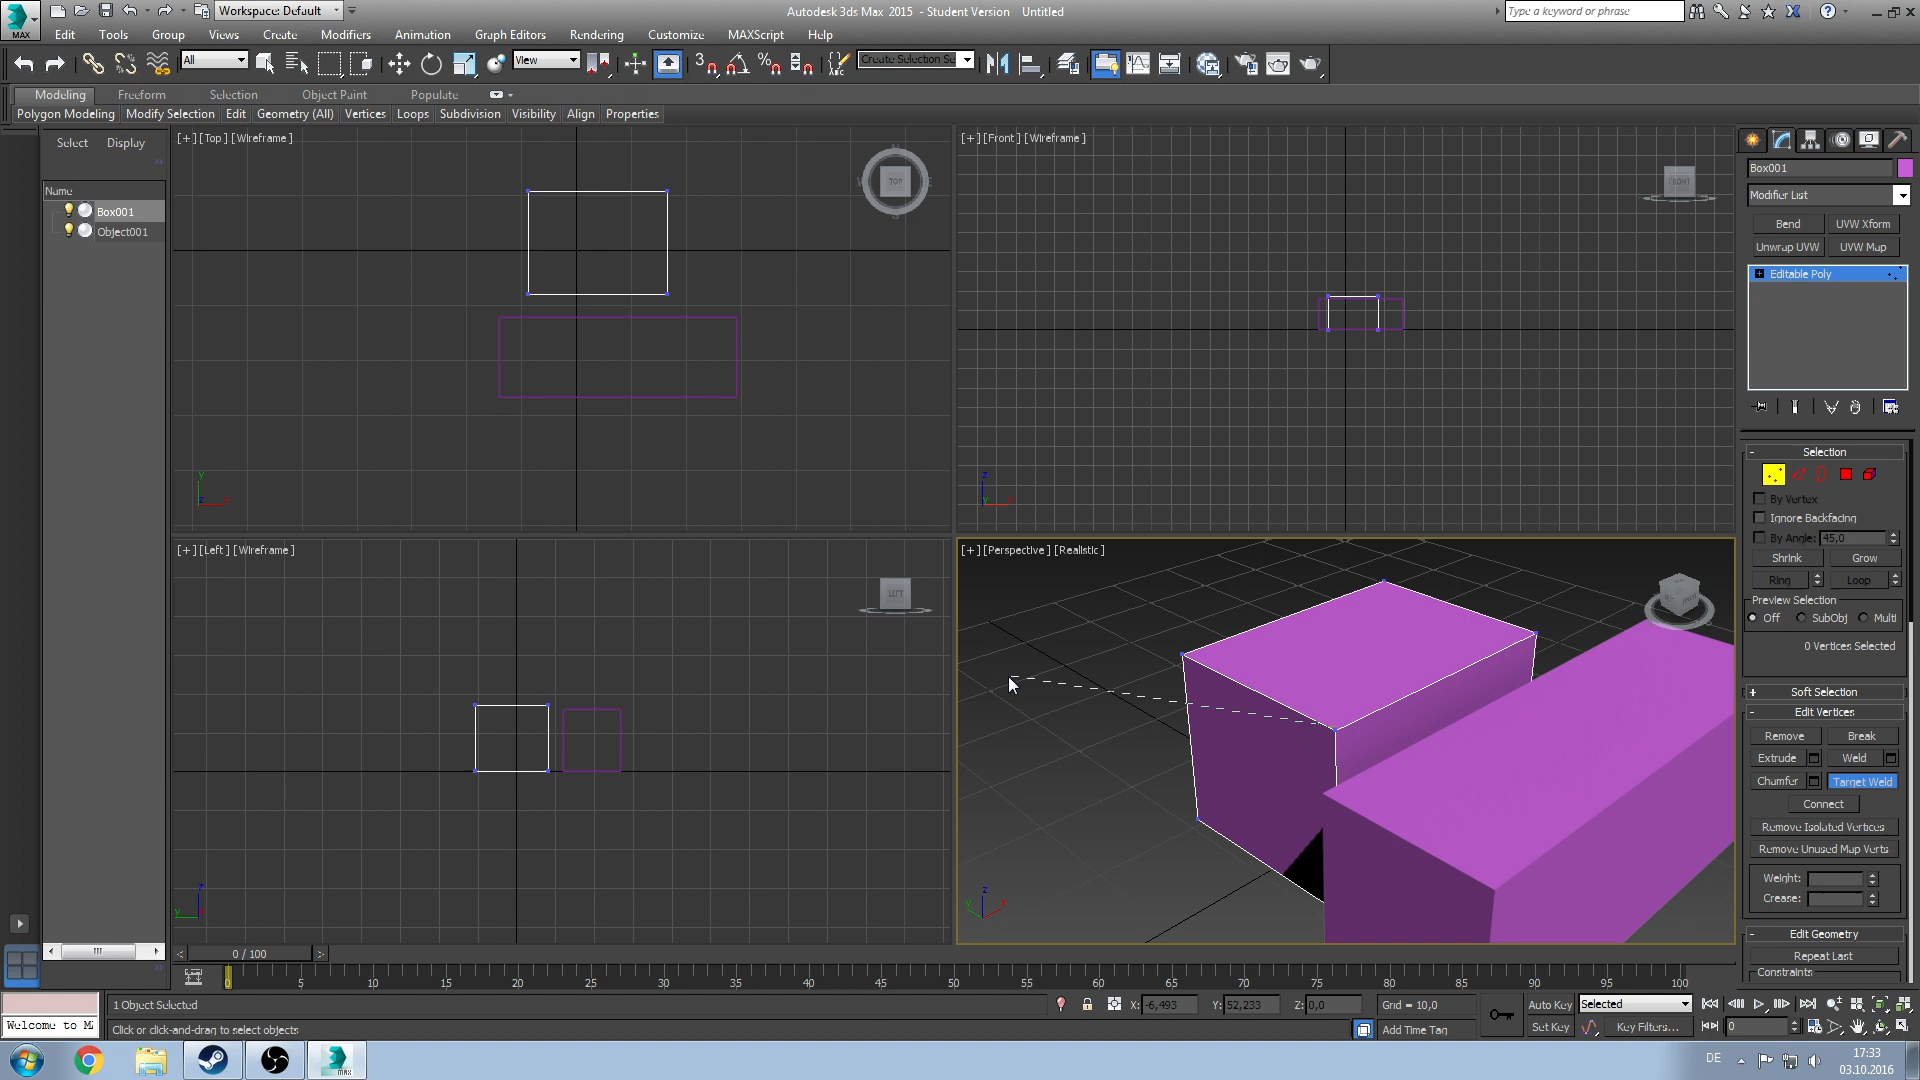 Workspace: Default
Autodesk 3ds Max 2015 - Student Version Untitled
Type a keyword or phrase
MAX
Edit Tools Group Views Create Modifiers Animation Graph Editors Rendering Customize MAXScript Help
All
View
3
Create Selection Se
Modeling Freeform Selection Object Paint Populate
Polygon Modeling Modify Selection Edit Geometry (All) Vertices Loops Subdivision Visibility Align Properties
Select Display
Name
Box001
Object001
[+] [Top] [Wireframe]
TOP
[+] [Front] [Wireframe]
FRONT
[+] [Left] [Wireframe]
LEFT
[+] [Perspective] [Realistic]
Box001
Modifier List
Bend UVW Xform
Unwrap UVW UVW Map
Editable Poly
Selection
By Vertex
Ignore Backfacing
By Angle: 45,0
Shrink Grow
Ring Loop
Preview Selection
Off SubObj Multi
0 Vertices Selected
Soft Selection
Edit Vertices
Remove Break
Extrude Weld
Chamfer Target Weld
Connect
Remove Isolated Vertices
Remove Unused Map Verts
Weight:
Crease:
Edit Geometry
Repeat Last
Constraints
0 / 100
0 5 10 15 20 25 30 35 40 45 50 55 60 65 70 75 80 85 90 95 100
1 Object Selected
X: -6,493 Y: 52,233 Z: 0,0 Grid = 10,0
Auto Key Selected
Welcome to M
Click or click-and-drag to select objects
Add Time Tag
Set Key Key Filters... 0
MAX
DE
17:33
03.10.2016